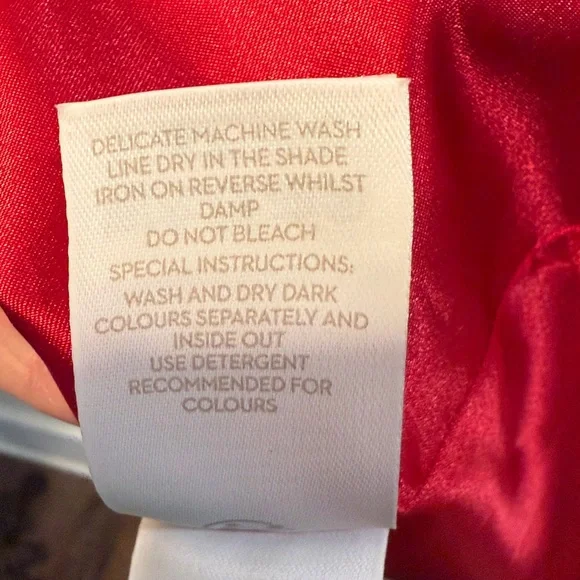 DELICATE MACHINE WASH
LINE DRY IN THE SHADE
IRON ON REVERSE WHILST
DAMP
DO NOT BLEACH
SPECIAL INSTRUCTIONS:
WASH AND DRY DARK
COLOURS SEPARATELY AND
INSIDE OUT
USE DETERGENT
RECOMMENDED FOR
COLOURS